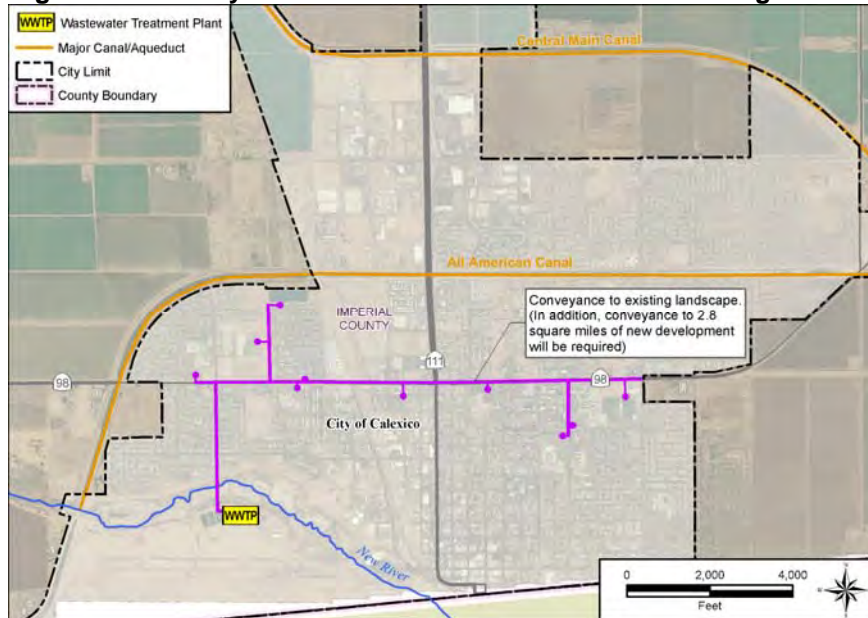 WWTP Wastewater Treatment Plant
Major Canal/Aqueduct
City Limit
County Boundary
Central Main Canal
All American Canal
IMPERIAL
COUNTY
Conveyance to existing landscape.
(In addition, conveyance to 2.8
square miles of new development
will be required)
111
98
98
City of Calexico
WWTP
New River
0 2,000 4,000
Feet